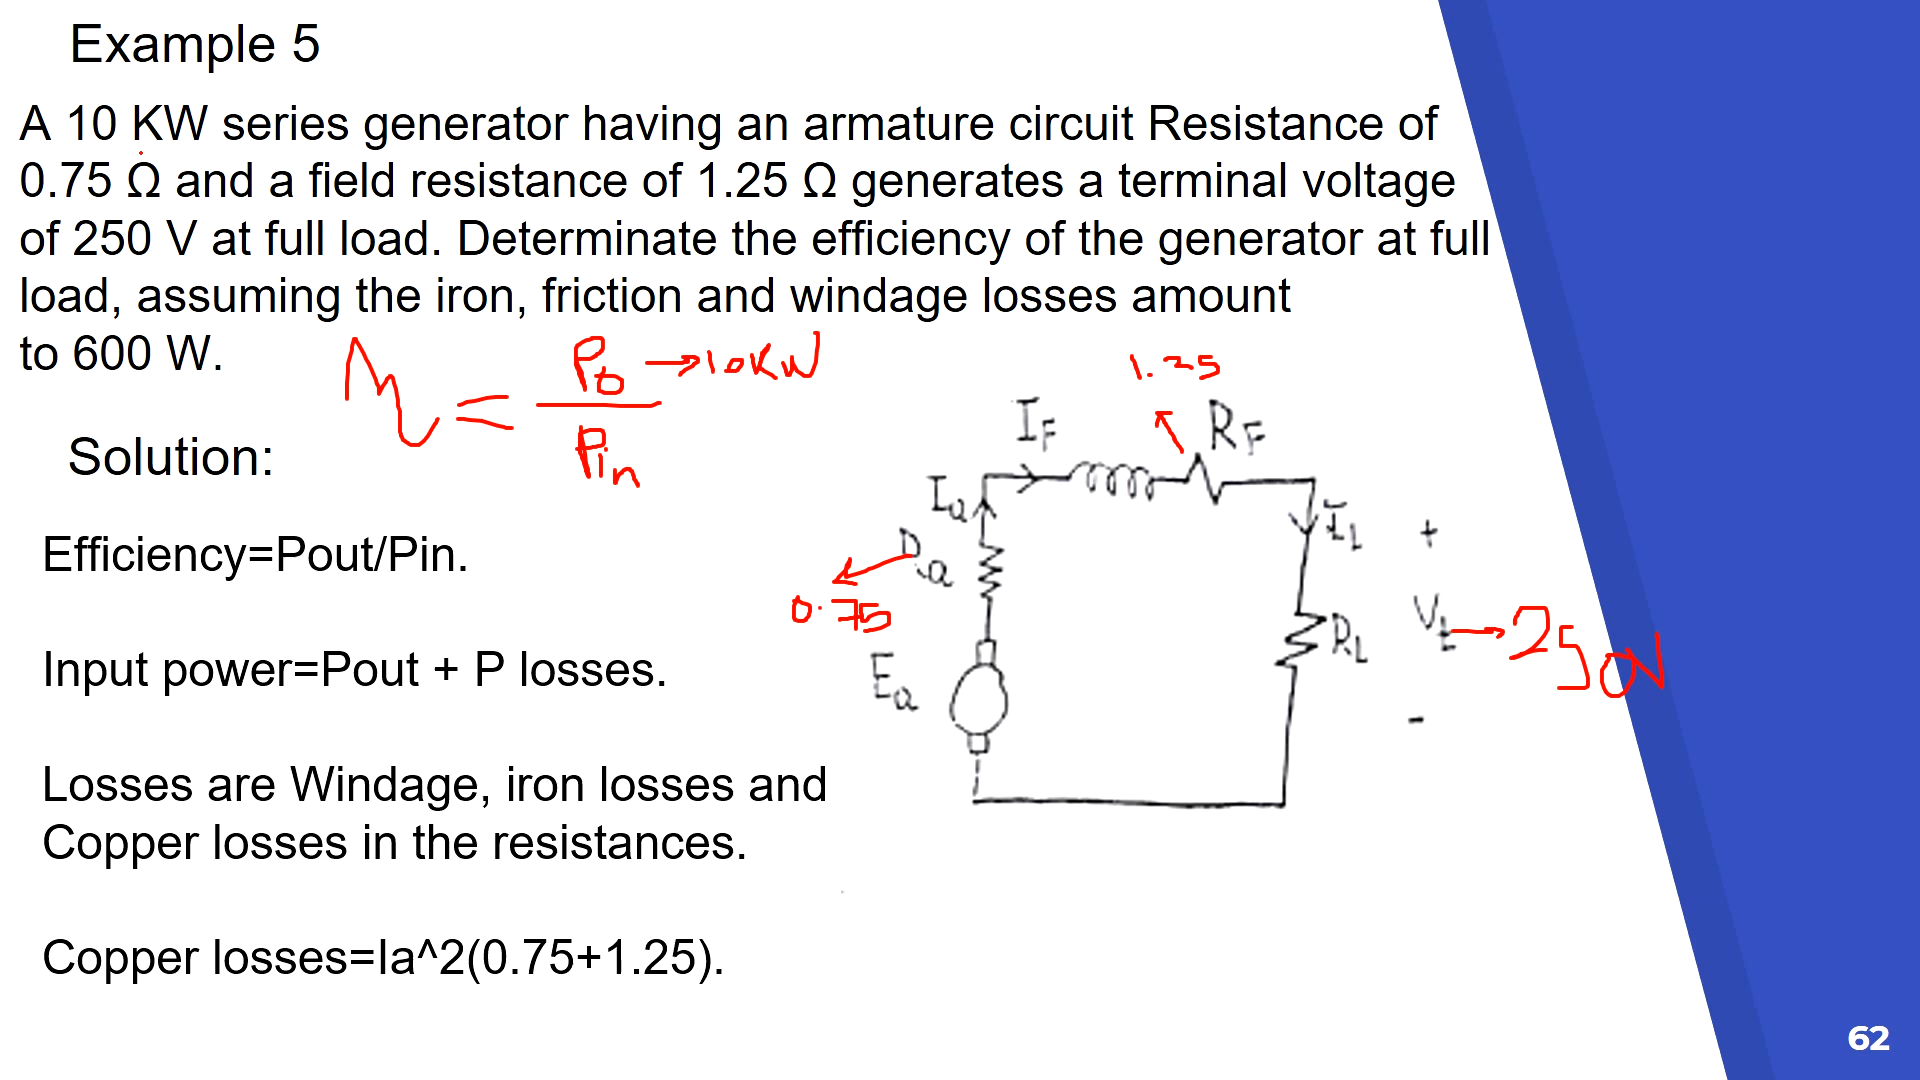 Example 5
A 10 KW series generator having an armature circuit Resistance of
0.75 Ω and a field resistance of 1.25 Ω generates a terminal voltage
of 250 V at full load. Determinate the efficiency of the generator at full
load, assuming the iron, friction and windage losses amount
to 600 W.
η = Po → 10KW
Pin
Solution:
Efficiency=Pout/Pin.
Input power=Pout + P losses.
Losses are Windage, iron losses and
Copper losses in the resistances.
Copper losses=Ia^2(0.75+1.25).
1.25
IF
RF
Ia
IL
+
Ra
0.75
Vt → 250V
RL
Ea
-
62